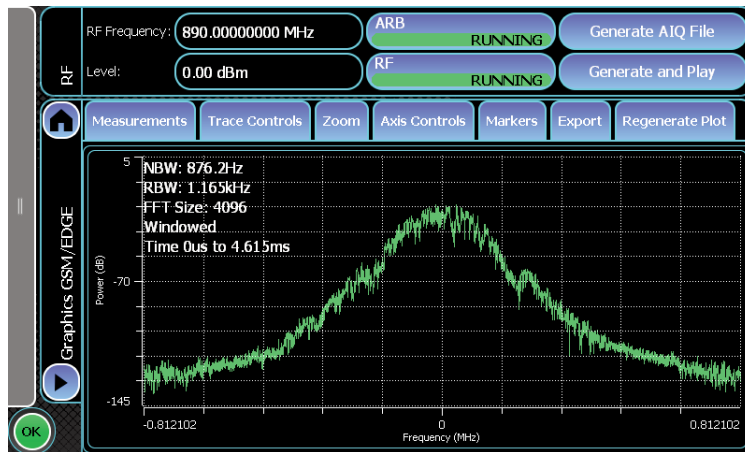 RF Frequency: 890.00000000 MHz
ARB
RUNNING
Generate AIQ File
RF
Level: 0.00 dBm
RF
RUNNING
Generate and Play
Measurements Trace Controls Zoom Axis Controls Markers Export Regenerate Plot
Graphics GSM/EDGE
5
NBW: 876.2Hz
RBW: 1.165kHz
FFT Size: 4096
Windowed
Time 0us to 4.615ms
Power (dB)
-70
-145
-0.812102 0 0.812102
Frequency (MHz)
OK